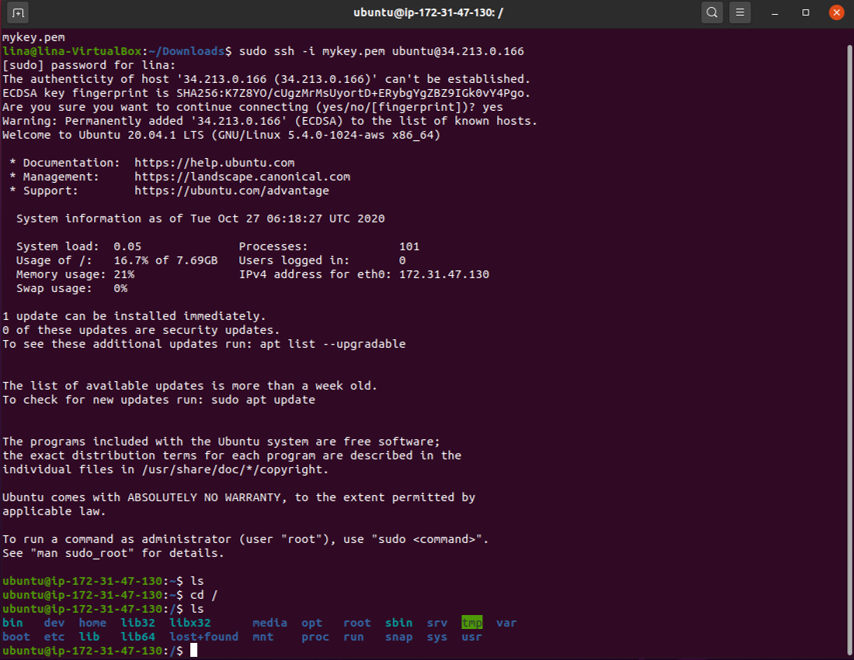 ubuntu@ip-172-31-47-130: /
mykey.pem
lina@lina-VirtualBox:~/Downloads$ sudo ssh -i mykey.pem ubuntu@34.213.0.166
[sudo] password for lina:
The authenticity of host '34.213.0.166 (34.213.0.166)' can't be established.
ECDSA key fingerprint is SHA256:K7Z8YO/cUgzMrMsUyortD+ERybgYgZBZ9IGk0vY4Pgo.
Are you sure you want to continue connecting (yes/no/[fingerprint])? yes
Warning: Permanently added '34.213.0.166' (ECDSA) to the list of known hosts.
Welcome to Ubuntu 20.04.1 LTS (GNU/Linux 5.4.0-1024-aws x86_64)
* Documentation:  https://help.ubuntu.com
* Management:     https://landscape.canonical.com
* Support:        https://ubuntu.com/advantage
System information as of Tue Oct 27 06:18:27 UTC 2020
System load:  0.05              Processes:             101
Usage of /:   16.7% of 7.69GB   Users logged in:       0
Memory usage: 21%               IPv4 address for eth0: 172.31.47.130
Swap usage:   0%
1 update can be installed immediately.
0 of these updates are security updates.
To see these additional updates run: apt list --upgradable
The list of available updates is more than a week old.
To check for new updates run: sudo apt update
The programs included with the Ubuntu system are free software;
the exact distribution terms for each program are described in the
individual files in /usr/share/doc/*/copyright.
Ubuntu comes with ABSOLUTELY NO WARRANTY, to the extent permitted by
applicable law.
To run a command as administrator (user "root"), use "sudo <command>".
See "man sudo_root" for details.
ubuntu@ip-172-31-47-130:~$ ls
ubuntu@ip-172-31-47-130:~$ cd /
ubuntu@ip-172-31-47-130:/$ ls
bin   dev  home  lib32  libx32      media  opt   root  sbin  srv  tmp  var
boot  etc  lib   lib64  lost+found  mnt    proc  run   snap  sys  usr
ubuntu@ip-172-31-47-130:/$